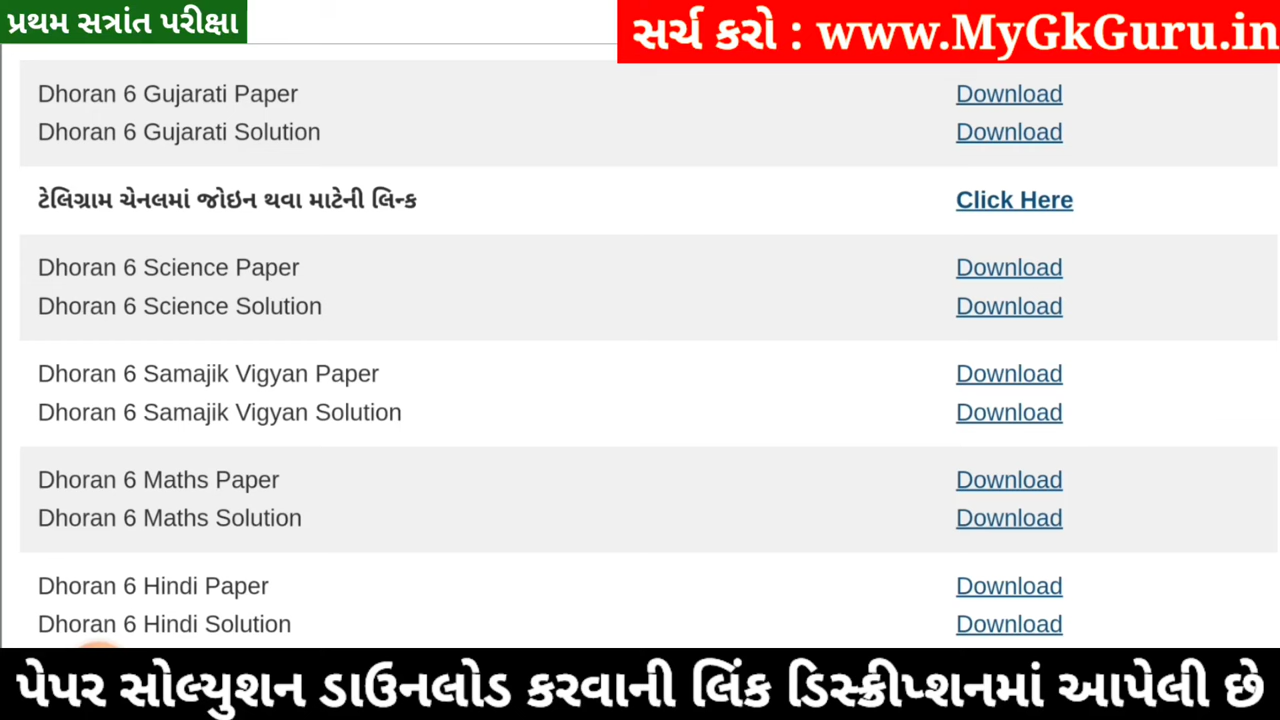 પ્રથમ સત્રાંત પરીક્ષા
સર્ચ કરો : www.MyGkGuru.in
Dhoran 6 Gujarati Paper Download
Dhoran 6 Gujarati Solution Download
ટેલિગ્રામ ચેનલમાં જોઇન થવા માટેની લિન્ક Click Here
Dhoran 6 Science Paper Download
Dhoran 6 Science Solution Download
Dhoran 6 Samajik Vigyan Paper Download
Dhoran 6 Samajik Vigyan Solution Download
Dhoran 6 Maths Paper Download
Dhoran 6 Maths Solution Download
Dhoran 6 Hindi Paper Download
Dhoran 6 Hindi Solution Download
પેપર સોલ્યુશન ડાઉનલોડ કરવાની લિંક ડિસ્ક્રીપ્શનમાં આપેલી છે